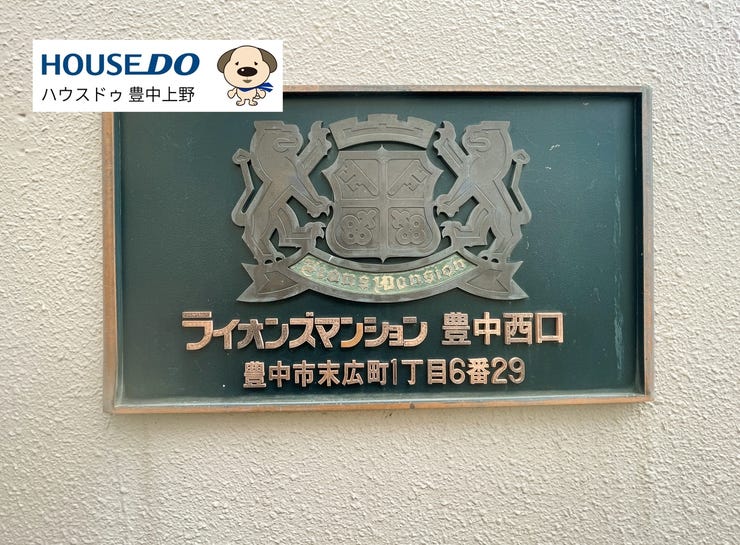 HOUSEDO
ハウスドゥ 豊中上野
Lions Mansion
ライオンズマンション 豊中西口
豊中市末広町1丁目6番29